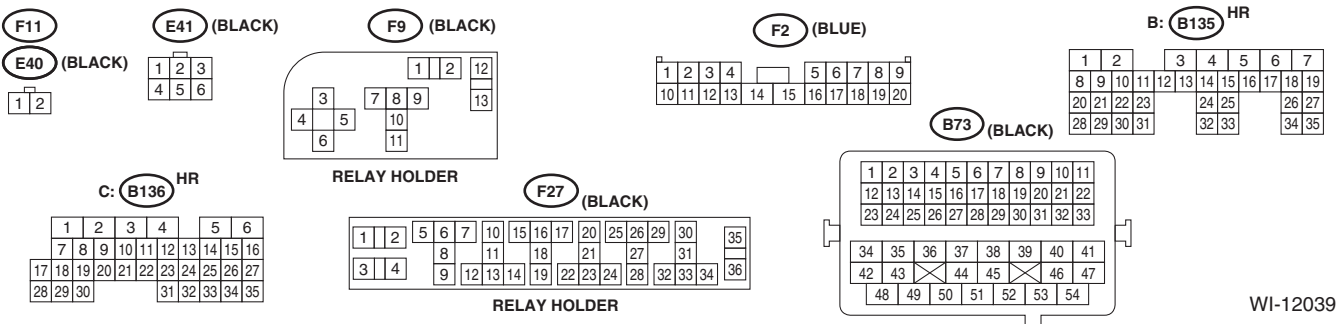 F11
E40 (BLACK)
1 2
E41 (BLACK)
1 2 3
4 5 6
F9 (BLACK)
1 2 12
13
3 7 8 9
4 5 10
6 11
RELAY HOLDER
F2 (BLUE)
1 2 3 4 5 6 7 8 9
10 11 12 13 14 15 16 17 18 19 20
B: B135 HR
1 2 3 4 5 6 7
8 9 10 11 12 13 14 15 16 17 18 19
20 21 22 23 24 25 26 27
28 29 30 31 32 33 34 35
C: B136 HR
1 2 3 4 5 6
7 8 9 10 11 12 13 14 15 16
17 18 19 20 21 22 23 24 25 26 27
28 29 30 31 32 33 34 35
F27 (BLACK)
1 2 5 6 7 10 15 16 17 20 25 26 29 30 35
8 11 18 21 27 31
3 4 9 12 13 14 19 22 23 24 28 32 33 34 36
RELAY HOLDER
B73 (BLACK)
1 2 3 4 5 6 7 8 9 10 11
12 13 14 15 16 17 18 19 20 21 22
23 24 25 26 27 28 29 30 31 32 33
34 35 36 37 38 39 40 41
42 43 44 45 46 47
48 49 50 51 52 53 54
WI-12039